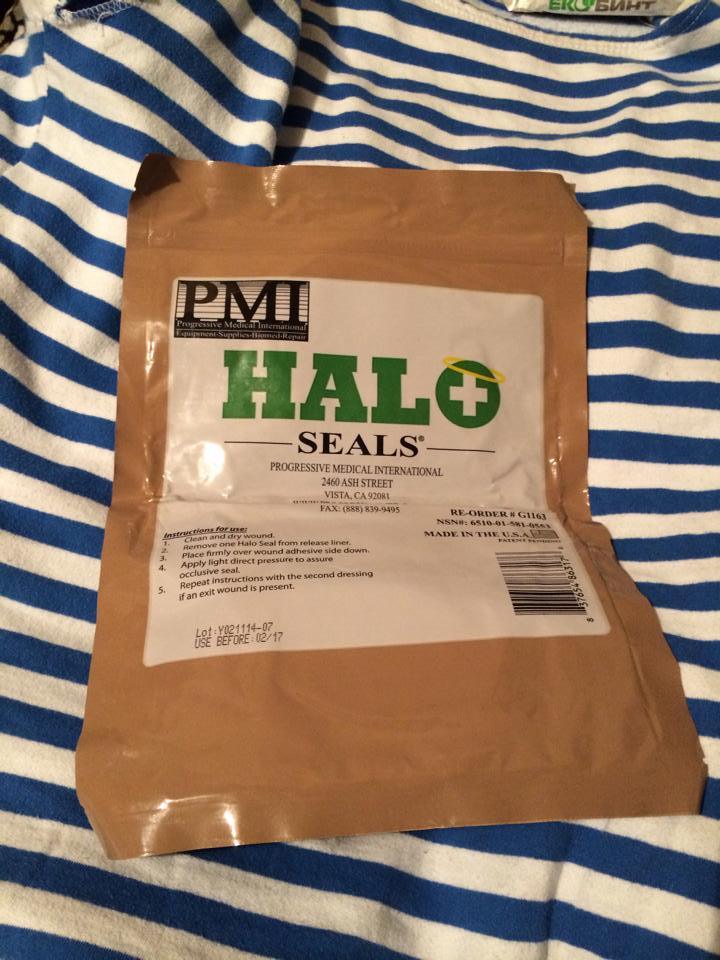 ЕКО БИНТ
PMI
Progressive Medical International
Equipment-Supplies-Biomed-Repair
HALO
SEALS®
PROGRESSIVE MEDICAL INTERNATIONAL
2460 ASH STREET
VISTA, CA 92081
FAX: (888) 839-9495
RE-ORDER # G1163
NSN#: 6510-01-581-0553
MADE IN THE U.S.A.
PATENT PENDING
Instructions for use:
1. Clean and dry wound.
2. Remove one Halo Seal from release liner.
3. Place firmly over wound adhesive side down.
4. Apply light direct pressure to assure
occlusive seal.
5. Repeat instructions with the second dressing
if an exit wound is present.
Lot:Y021114-07
USE BEFORE:02/17